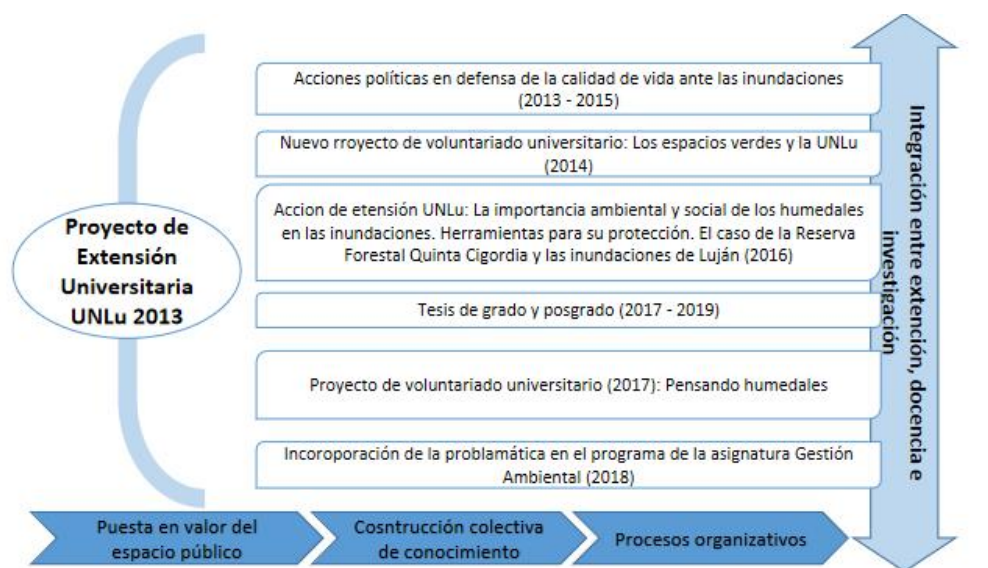 Proyecto de
Extensión
Universitaria
UNLu 2013
Acciones políticas en defensa de la calidad de vida ante las inundaciones
(2013 - 2015)
Nuevo rroyecto de voluntariado universitario: Los espacios verdes y la UNLu
(2014)
Accion de etensión UNLu: La importancia ambiental y social de los humedales
en las inundaciones. Herramientas para su protección. El caso de la Reserva
Forestal Quinta Cigordia y las inundaciones de Luján (2016)
Tesis de grado y posgrado (2017 - 2019)
Proyecto de voluntariado universitario (2017): Pensando humedales
Incoroporación de la problamática en el programa de la asignatura Gestión
Ambiental (2018)
Integración entre extención, docencia e
investigación
Puesta en valor del
espacio público
Cosntrucción colectiva
de conocimiento
Procesos organizativos